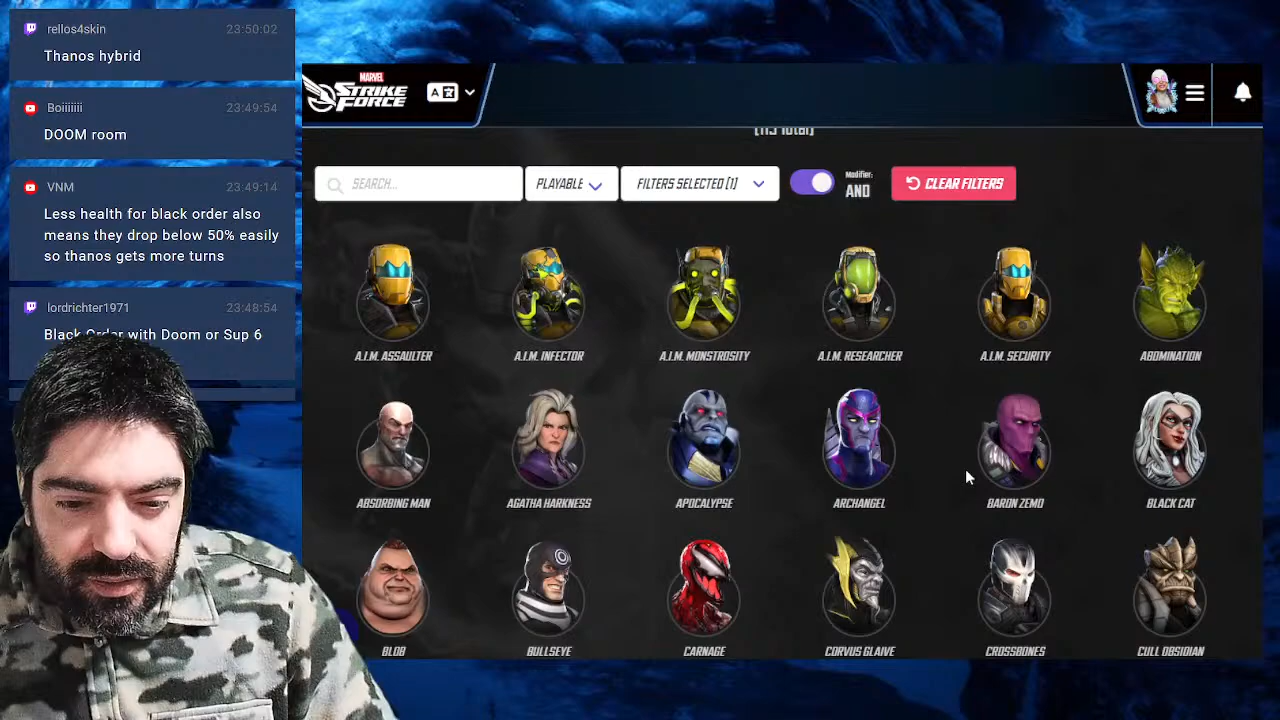 rellos4skin 23:50:02
Thanos hybrid
Boiiiiiii 23:49:54
DOOM room
VNM 23:49:14
Less health for black order also
means they drop below 50% easily
so thanos gets more turns
lordrichter1971 23:48:54
Black Order with Doom or Sup 6
MARVEL
STRIKE
FORCE
A
SEARCH...
PLAYABLE
FILTERS SELECTED [1]
Modifier:
AND
CLEAR FILTERS
A.I.M. ASSAULTER
A.I.M. INFECTOR
A.I.M. MONSTROSITY
A.I.M. RESEARCHER
A.I.M. SECURITY
ABOMINATION
ABSORBING MAN
AGATHA HARKNESS
APOCALYPSE
ARCHANGEL
BARON ZEMO
BLACK CAT
BLOB
BULLSEYE
CARNAGE
CORVUS GLAIVE
CROSSBONES
CULL OBSIDIAN